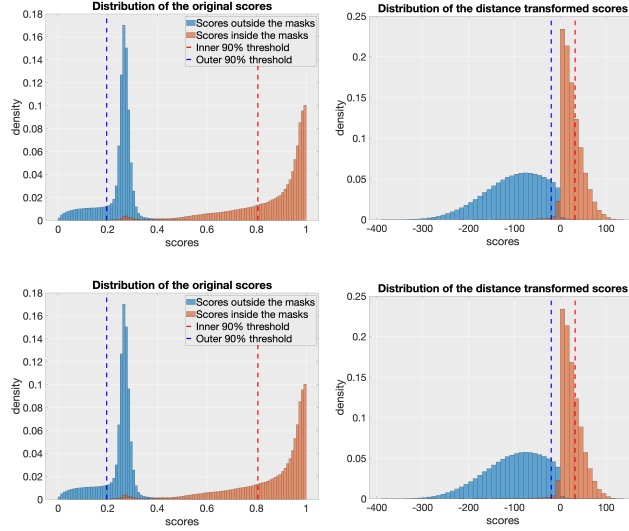 Distribution of the original scores
0.18
0.16
0.14
0.12
0.1
0.08
0.06
0.04
0.02
0
density
Scores outside the masks
Scores inside the masks
Inner 90% threshold
Outer 90% threshold
0 0.2 0.4 0.6 0.8 1
scores
Distribution of the distance transformed scores
0.25
0.2
0.15
0.1
0.05
0
density
-400 -300 -200 -100 0 100
scores
Distribution of the original scores
0.18
0.16
0.14
0.12
0.1
0.08
0.06
0.04
0.02
0
density
Scores outside the masks
Scores inside the masks
Inner 90% threshold
Outer 90% threshold
0 0.2 0.4 0.6 0.8 1
scores
Distribution of the distance transformed scores
0.25
0.2
0.15
0.1
0.05
0
density
-400 -300 -200 -100 0 100
scores